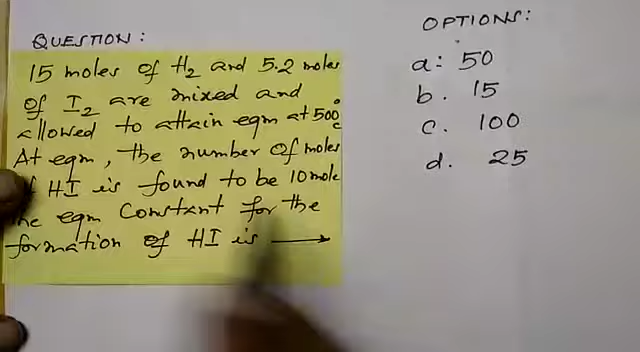 QUESTION:
15 moles of H2 and 5.2 moles
of I2 are mixed and
allowed to attain eqm at 500°C
At eqm, the number of moles
HI is found to be 10 mole
eqm Constant for the
formation of HI is
OPTIONS:
a: 50
b. 15
c. 100
d. 25